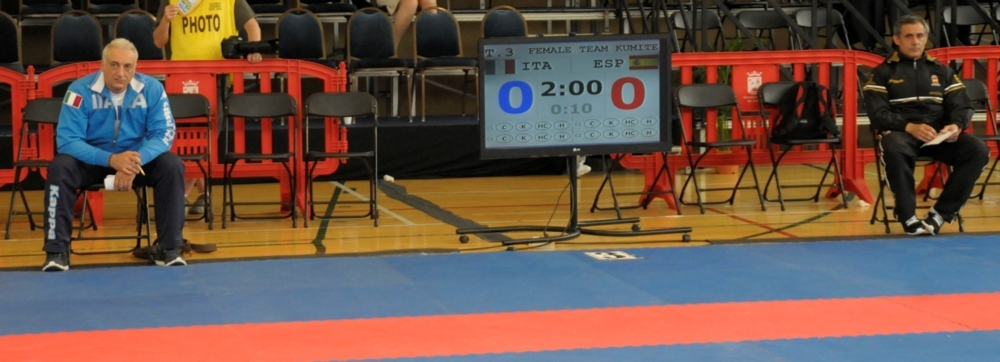 PHOTO
ITALIA
Kappa
T.3 FEMALE TEAM KUMITE
ITA ESP
0 2:00 0
0:10
C1 C K HC H C1 C K HC H
C2 C K HC H C2 C K HC H
LG
3